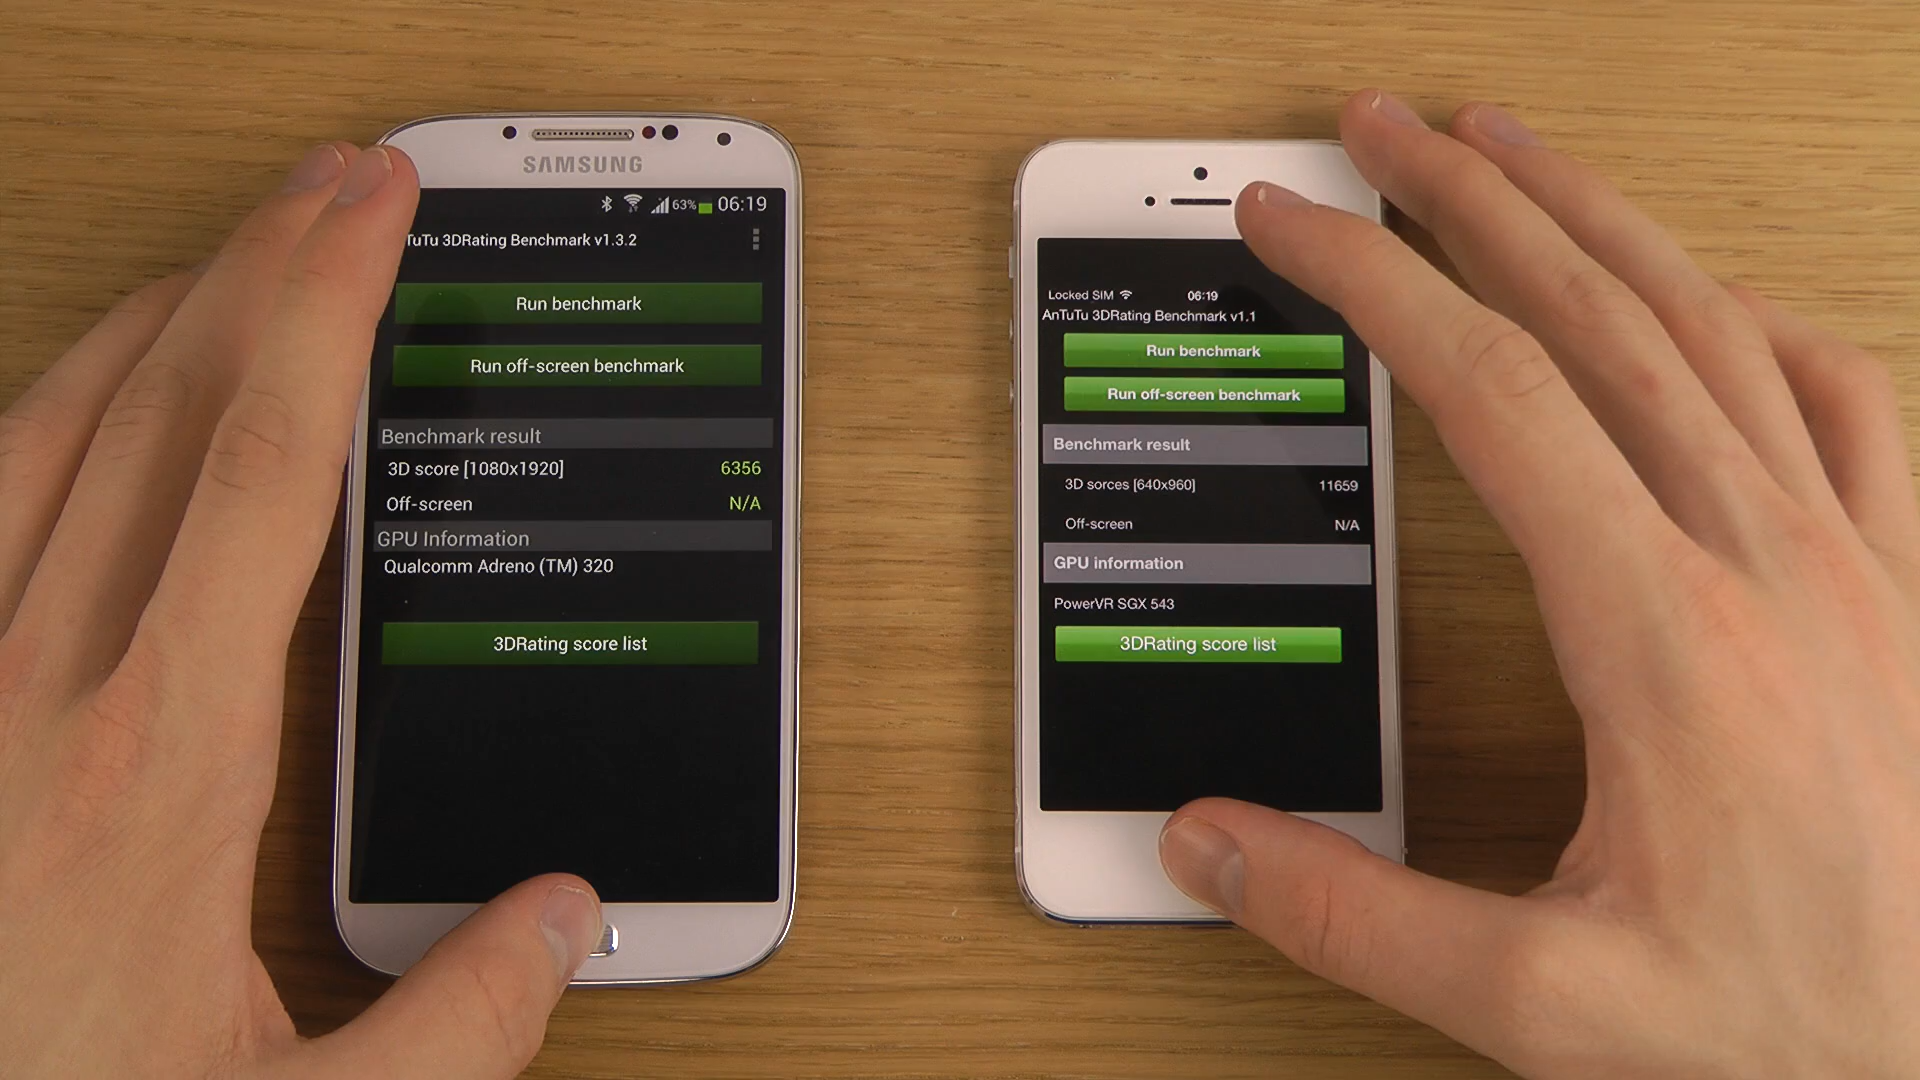 SAMSUNG
63% 06:19
TuTu 3DRating Benchmark v1.3.2
Run benchmark
Run off-screen benchmark
Benchmark result
3D score [1080x1920] 6356
Off-screen N/A
GPU Information
Qualcomm Adreno (TM) 320
3DRating score list
Locked SIM 06:19
AnTuTu 3DRating Benchmark v1.1
Run benchmark
Run off-screen benchmark
Benchmark result
3D sorces [640x960] 11659
Off-screen N/A
GPU information
PowerVR SGX 543
3DRating score list